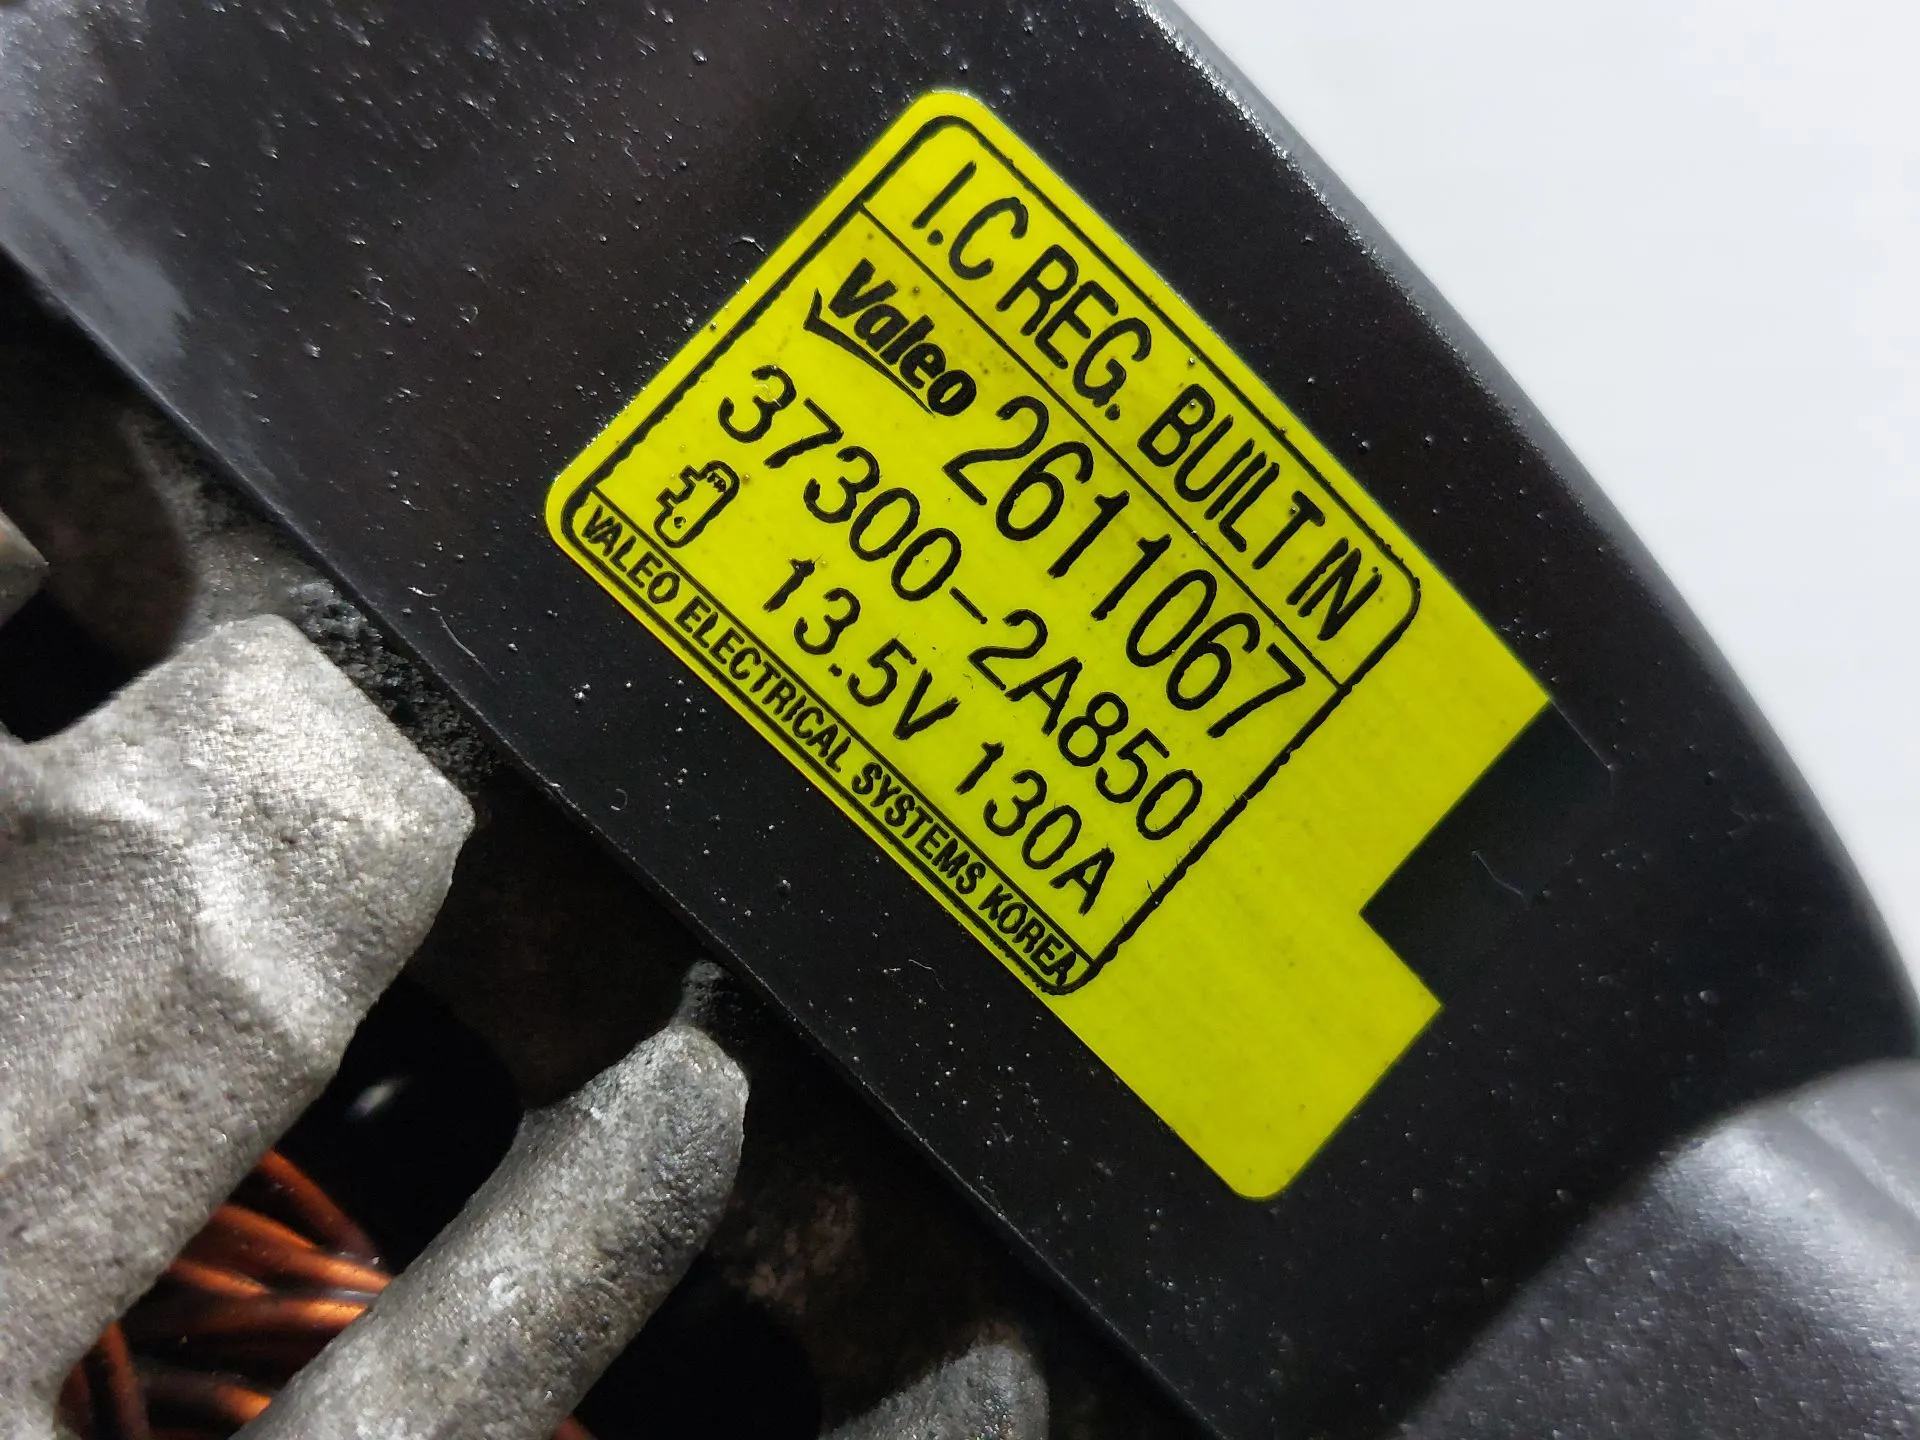 I.C REG. BUILT IN
Valeo 2611067
37300-2A850
13.5V 130A
VALEO ELECTRICAL SYSTEMS KOREA